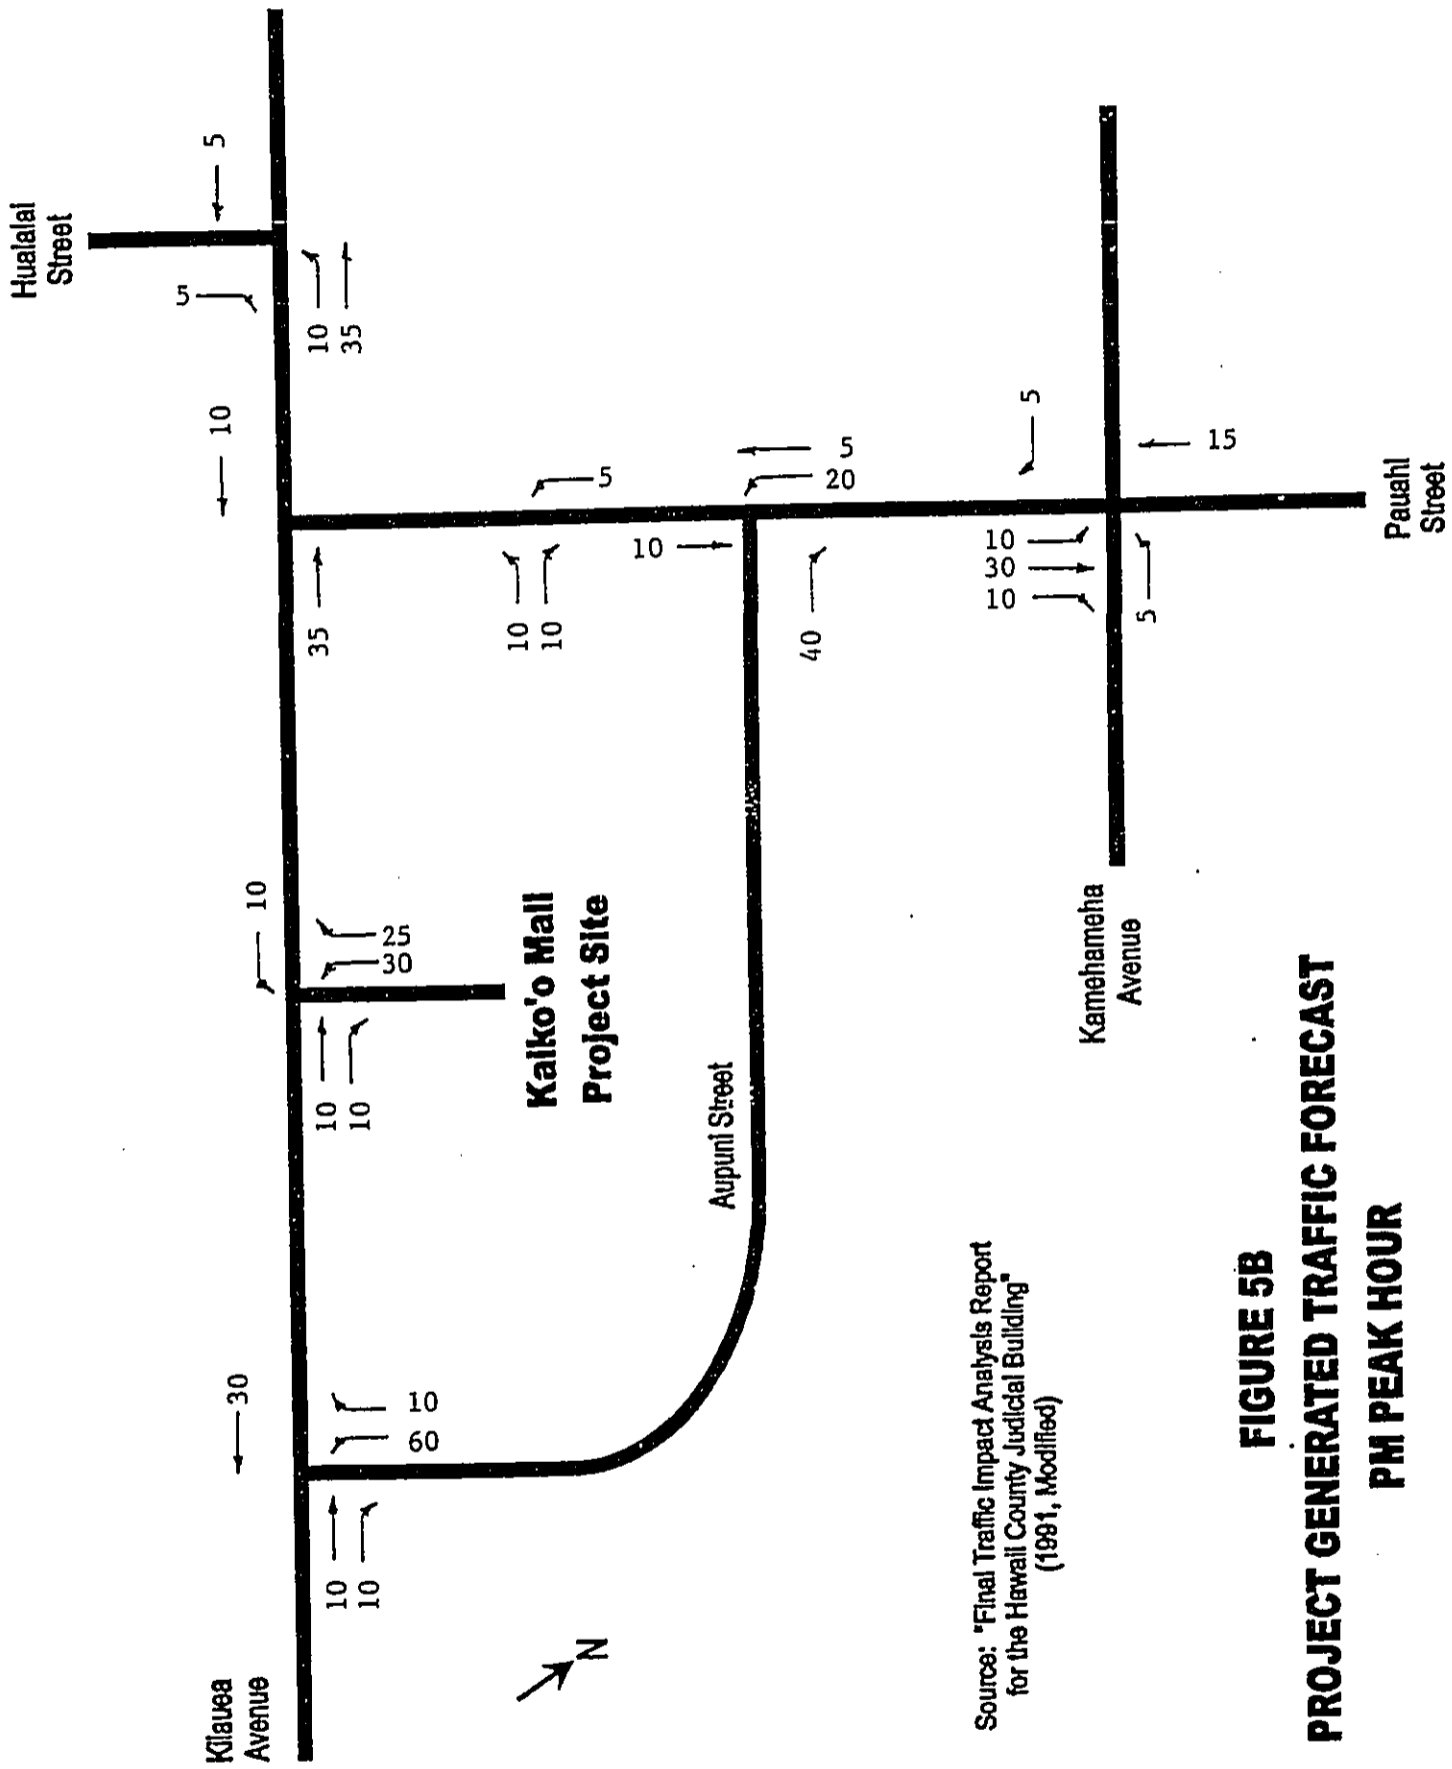 Hualalai
Street
5
5
10
35
10
35
5
10
10
10
5
20
40
5
10
30
10
15
5
Pauahl
Street
10
25
30
10
10
Kaiko'o Mall
Project Site
Aupuni Street
Kamehameha
Avenue
30
10
60
10
10
Kilauea
Avenue
N
Source: "Final Traffic Impact Analysis Report
for the Hawaii County Judicial Building"
(1991, Modified)
FIGURE 5B
PROJECT GENERATED TRAFFIC FORECAST
PM PEAK HOUR